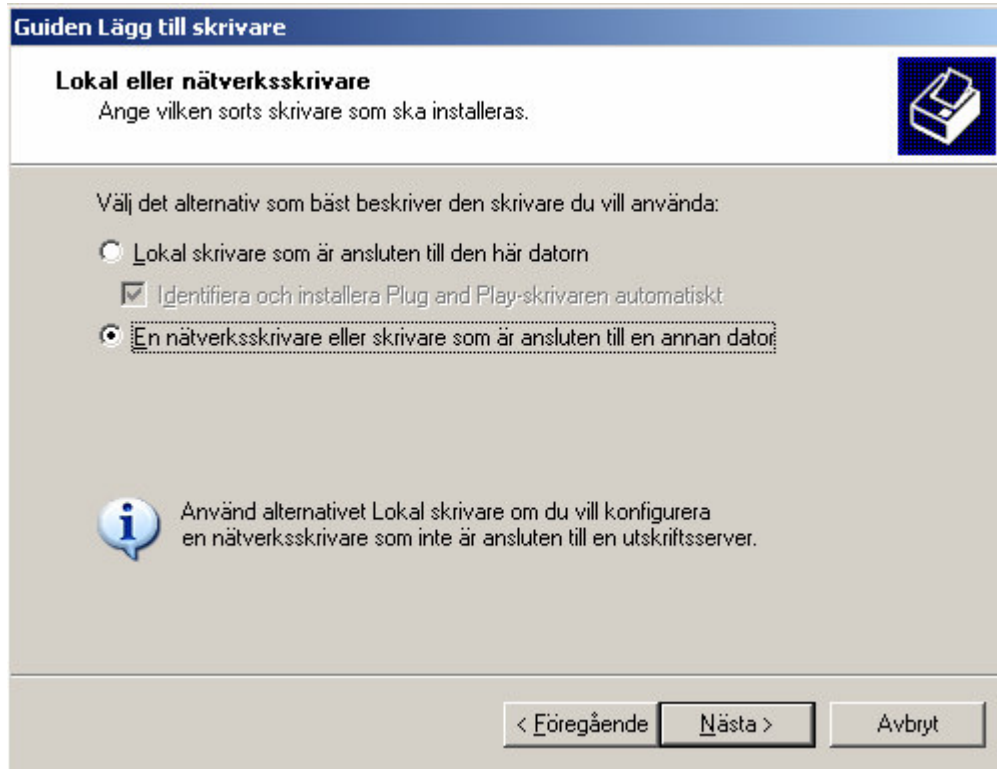 Guiden Lägg till skrivare
Lokal eller nätverksskrivare
Ange vilken sorts skrivare som ska installeras.
Välj det alternativ som bäst beskriver den skrivare du vill använda:
Lokal skrivare som är ansluten till den här datorn
Identifiera och installera Plug and Play-skrivaren automatiskt
En nätverksskrivare eller skrivare som är ansluten till en annan dator
Använd alternativet Lokal skrivare om du vill konfigurera
en nätverksskrivare som inte är ansluten till en utskriftsserver.
< Föregående
Nästa >
Avbryt